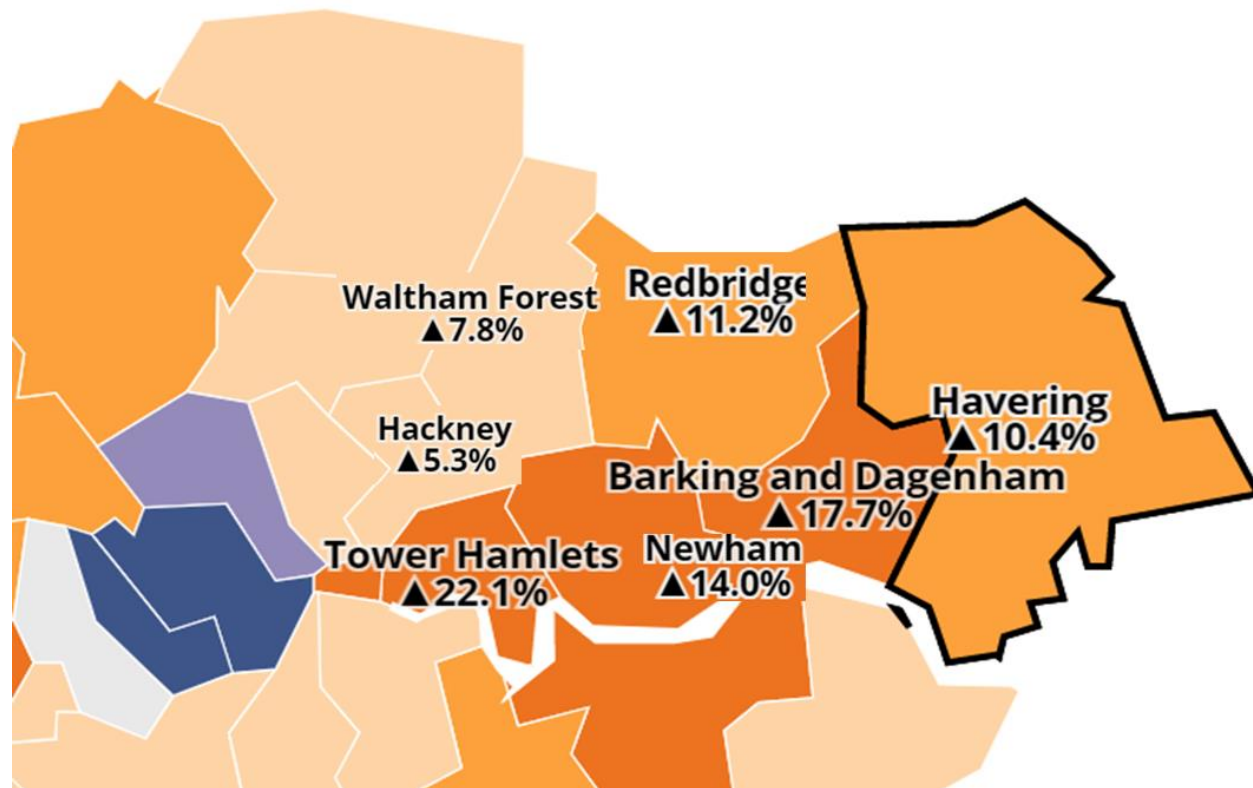 Waltham Forest
▲7.8%
Redbridge
▲11.2%
Hackney
▲5.3%
Havering
▲10.4%
Barking and Dagenham
▲17.7%
Tower Hamlets
▲22.1%
Newham
▲14.0%